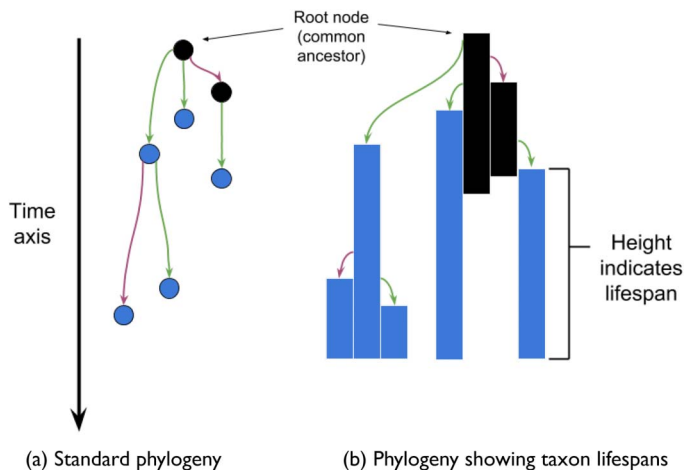 Root node
(common
ancestor)
Time
axis
Height
indicates
lifespan
(a) Standard phylogeny
(b) Phylogeny showing taxon lifespans